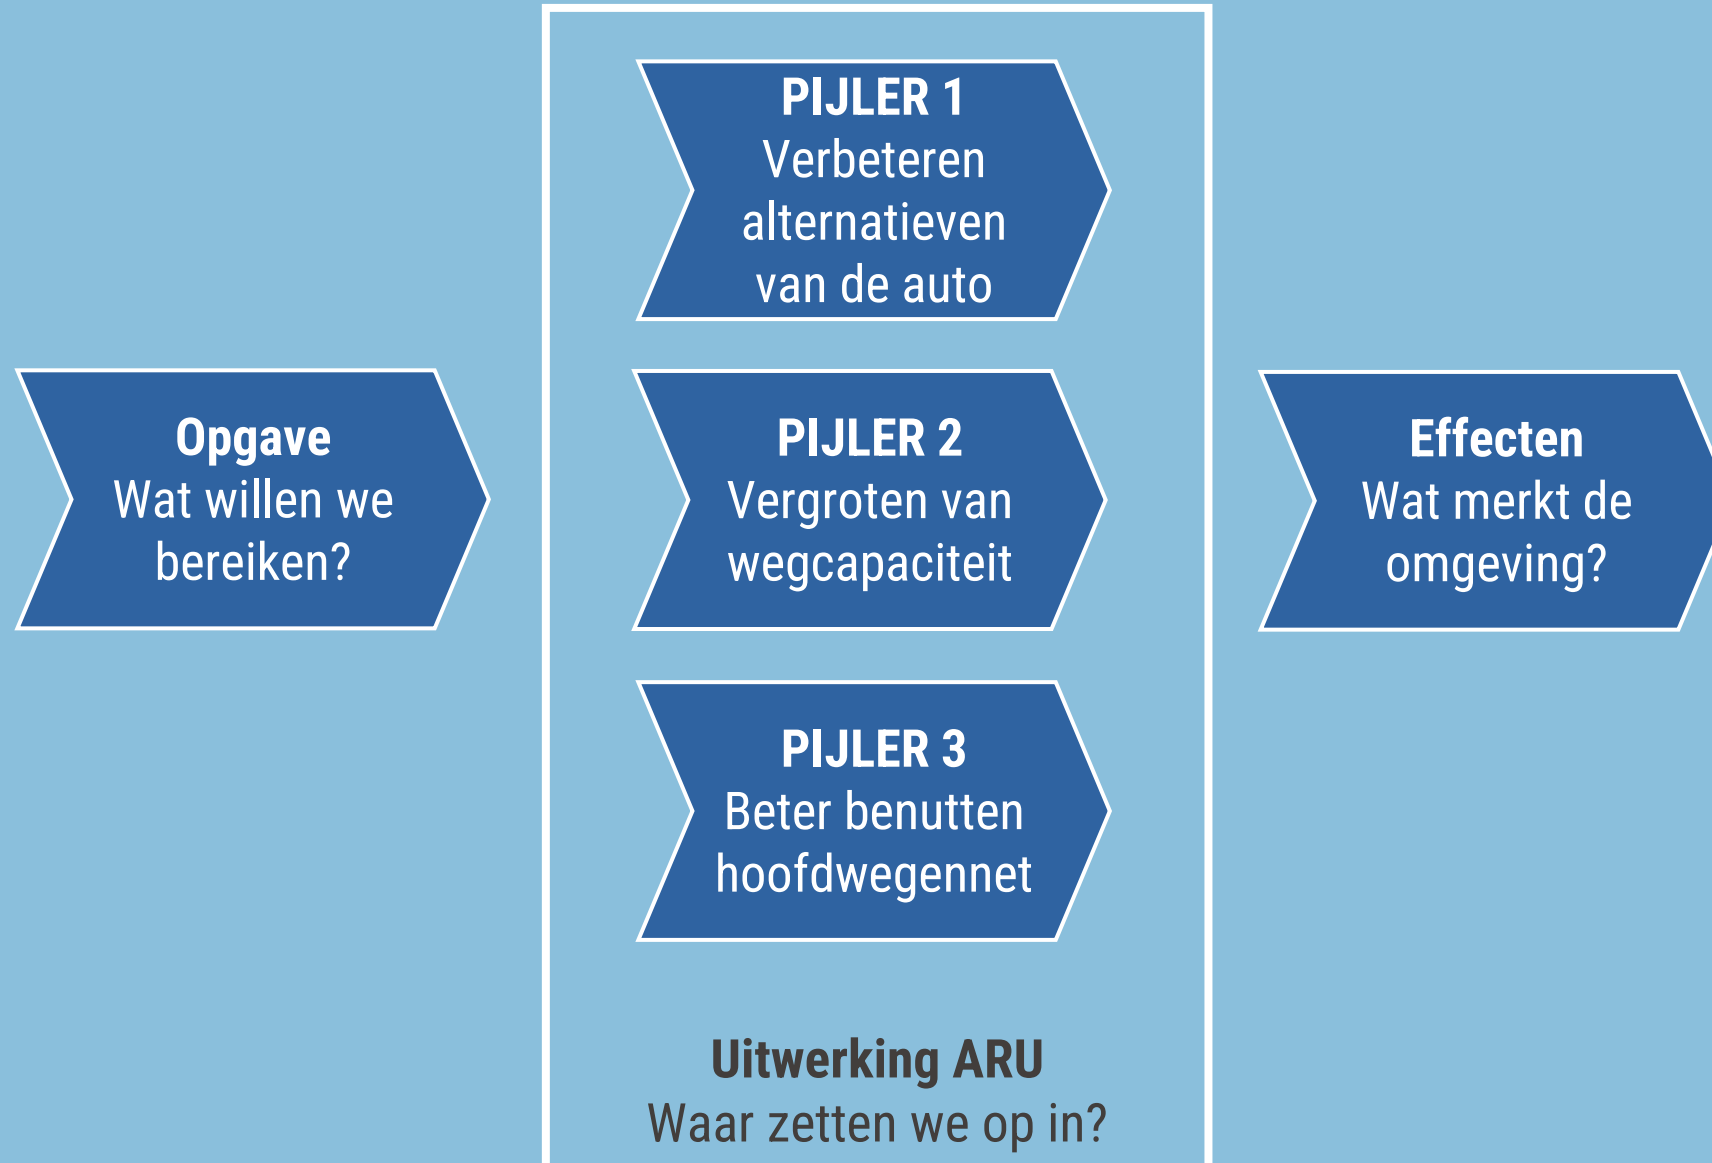 Opgave
Wat willen we
bereiken?
PIJLER 1
Verbeteren
alternatieven
van de auto
PIJLER 2
Vergroten van
wegcapaciteit
PIJLER 3
Beter benutten
hoofdwegennet
Uitwerking ARU
Waar zetten we op in?
Effecten
Wat merkt de
omgeving?